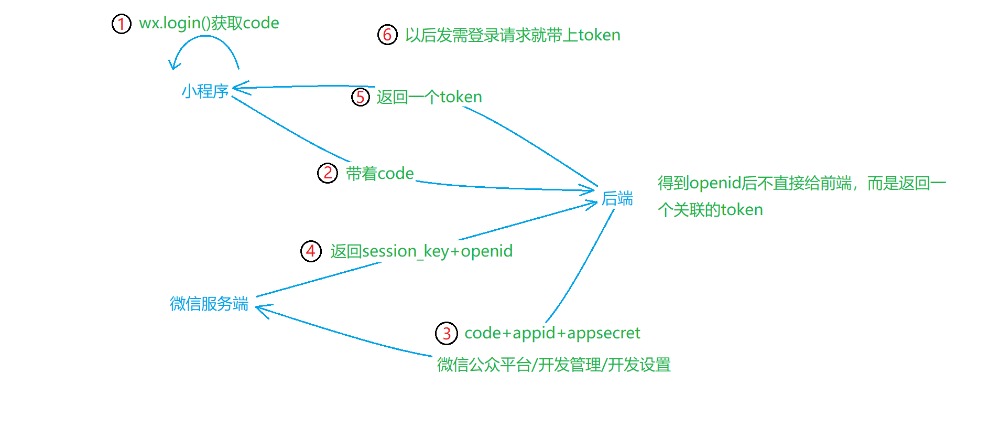 ① wx.login()获取code
⑥ 以后发需登录请求就带上token
小程序
⑤ 返回一个token
② 带着code
后端
得到openid后不直接给前端，而是返回一
个关联的token
④ 返回session_key+openid
微信服务端
③ code+appid+appsecret
微信公众平台/开发管理/开发设置